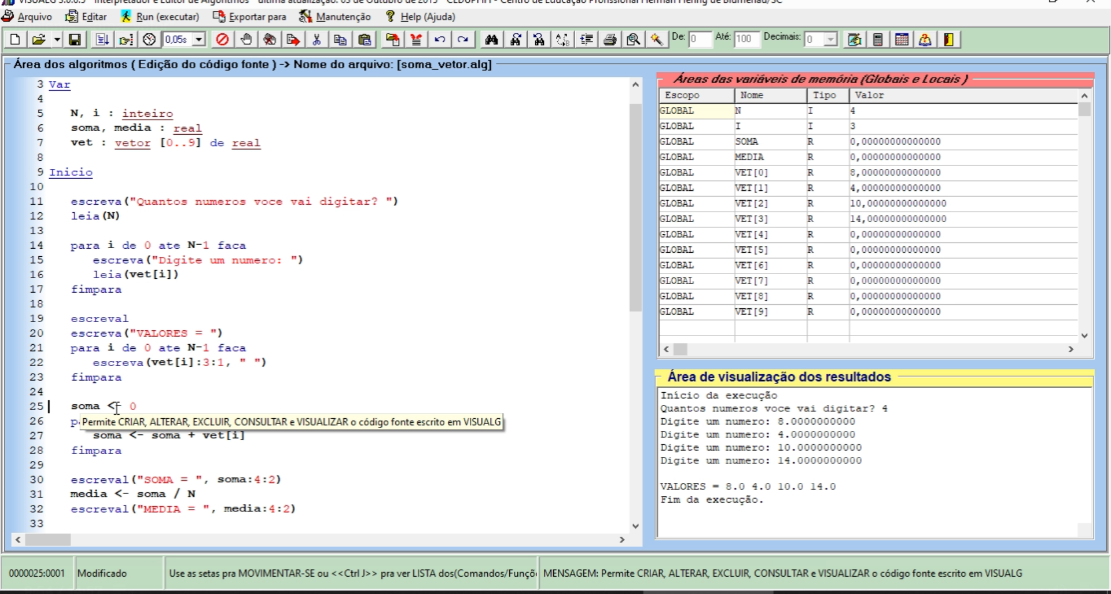 VISUALG 3.0.6.5 - Interpretador e Editor de Algoritmos - última atualização: 03 de Outubro de 2015 - CEDUPHH - Centro de Educação Profissional Hermann Hering de Blumenau/SC
Arquivo Editar Run (executar) Exportar para Manutenção Help (Ajuda)
0,05s De: 0 Até: 100 Decimais: 0
Área dos algoritmos ( Edição do código fonte ) -> Nome do arquivo: [soma_vetor.alg]
3 Var
4
5 N, i : inteiro
6 soma, media : real
7 vet : vetor [0..9] de real
8
9 Inicio
10
11 escreva("Quantos numeros voce vai digitar? ")
12 leia(N)
13
14 para i de 0 ate N-1 faca
15 escreva("Digite um numero: ")
16 leia(vet[i])
17 fimpara
18
19 escreval
20 escreva("VALORES = ")
21 para i de 0 ate N-1 faca
22 escreva(vet[i]:3:1, " ")
23 fimpara
24
25 soma <- 0
26 p
Permite CRIAR, ALTERAR, EXCLUIR, CONSULTAR e VISUALIZAR o código fonte escrito em VISUALG
27 soma <- soma + vet[i]
28 fimpara
29
30 escreval("SOMA = ", soma:4:2)
31 media <- soma / N
32 escreval("MEDIA = ", media:4:2)
33
Áreas das variáveis de memória (Globais e Locais )
Escopo Nome Tipo Valor
GLOBAL N I 4
GLOBAL I I 3
GLOBAL SOMA R 0,00000000000000
GLOBAL MEDIA R 0,00000000000000
GLOBAL VET[0] R 8,00000000000000
GLOBAL VET[1] R 4,00000000000000
GLOBAL VET[2] R 10,00000000000000
GLOBAL VET[3] R 14,00000000000000
GLOBAL VET[4] R 0,00000000000000
GLOBAL VET[5] R 0,00000000000000
GLOBAL VET[6] R 0,00000000000000
GLOBAL VET[7] R 0,00000000000000
GLOBAL VET[8] R 0,00000000000000
GLOBAL VET[9] R 0,00000000000000
Área de visualização dos resultados
Início da execução
Quantos numeros voce vai digitar? 4
Digite um numero: 8.0000000000
Digite um numero: 4.0000000000
Digite um numero: 10.0000000000
Digite um numero: 14.0000000000
VALORES = 8.0 4.0 10.0 14.0
Fim da execução.
0000025:0001 Modificado Use as setas pra MOVIMENTAR-SE ou <<Ctrl J>> pra ver LISTA dos(Comandos/Funçõ MENSAGEM: Permite CRIAR, ALTERAR, EXCLUIR, CONSULTAR e VISUALIZAR o código fonte escrito em VISUALG